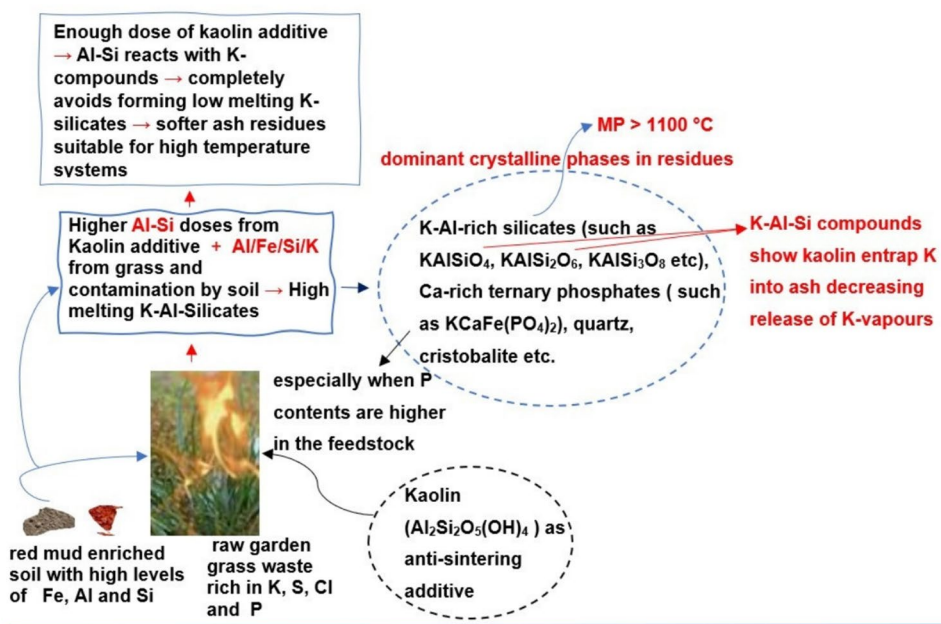 Enough dose of kaolin additive
→ Al-Si reacts with K-
compounds → completely
avoids forming low melting K-
silicates → softer ash residues
suitable for high temperature
systems
MP > 1100 °C
dominant crystalline phases in residues
Higher Al-Si doses from
Kaolin additive + Al/Fe/Si/K
from grass and
contamination by soil → High
melting K-Al-Silicates
K-Al-rich silicates (such as
KAlSiO₄, KAlSi₂O₆, KAlSi₃O₈ etc),
Ca-rich ternary phosphates ( such
as KCaFe(PO₄)₂), quartz,
cristobalite etc.
K-Al-Si compounds
show kaolin entrap K
into ash decreasing
release of K-vapours
especially when P
contents are higher
in the feedstock
Kaolin
(Al₂Si₂O₅(OH)₄ ) as
anti-sintering
additive
red mud enriched
soil with high levels
of Fe, Al and Si
raw garden
grass waste
rich in K, S, Cl
and P